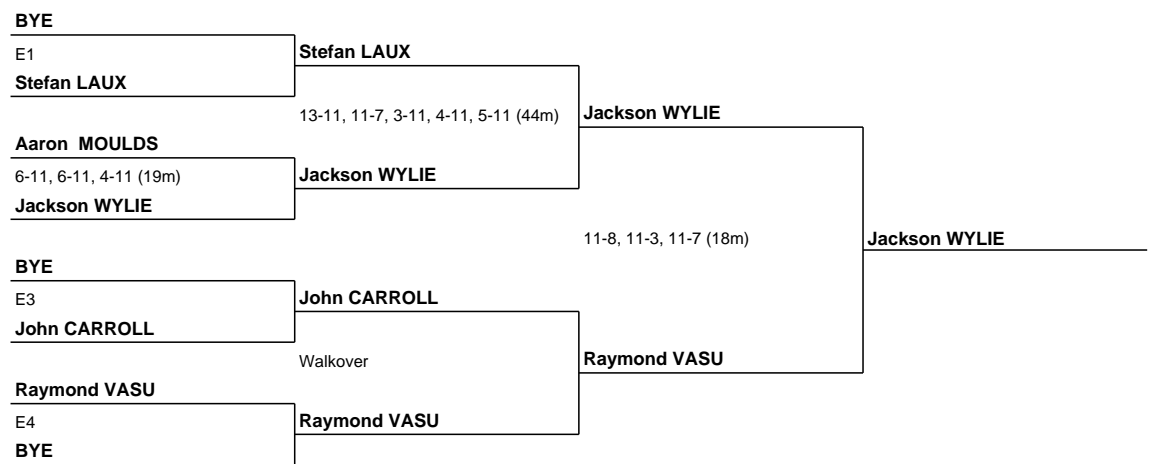 BYE
E1
Stefan LAUX
Stefan LAUX
13-11, 11-7, 3-11, 4-11, 5-11 (44m)
Jackson WYLIE
Aaron MOULDS
6-11, 6-11, 4-11 (19m)
Jackson WYLIE
Jackson WYLIE
11-8, 11-3, 11-7 (18m)
Jackson WYLIE
BYE
E3
John CARROLL
John CARROLL
Walkover
Raymond VASU
Raymond VASU
E4
Raymond VASU
BYE